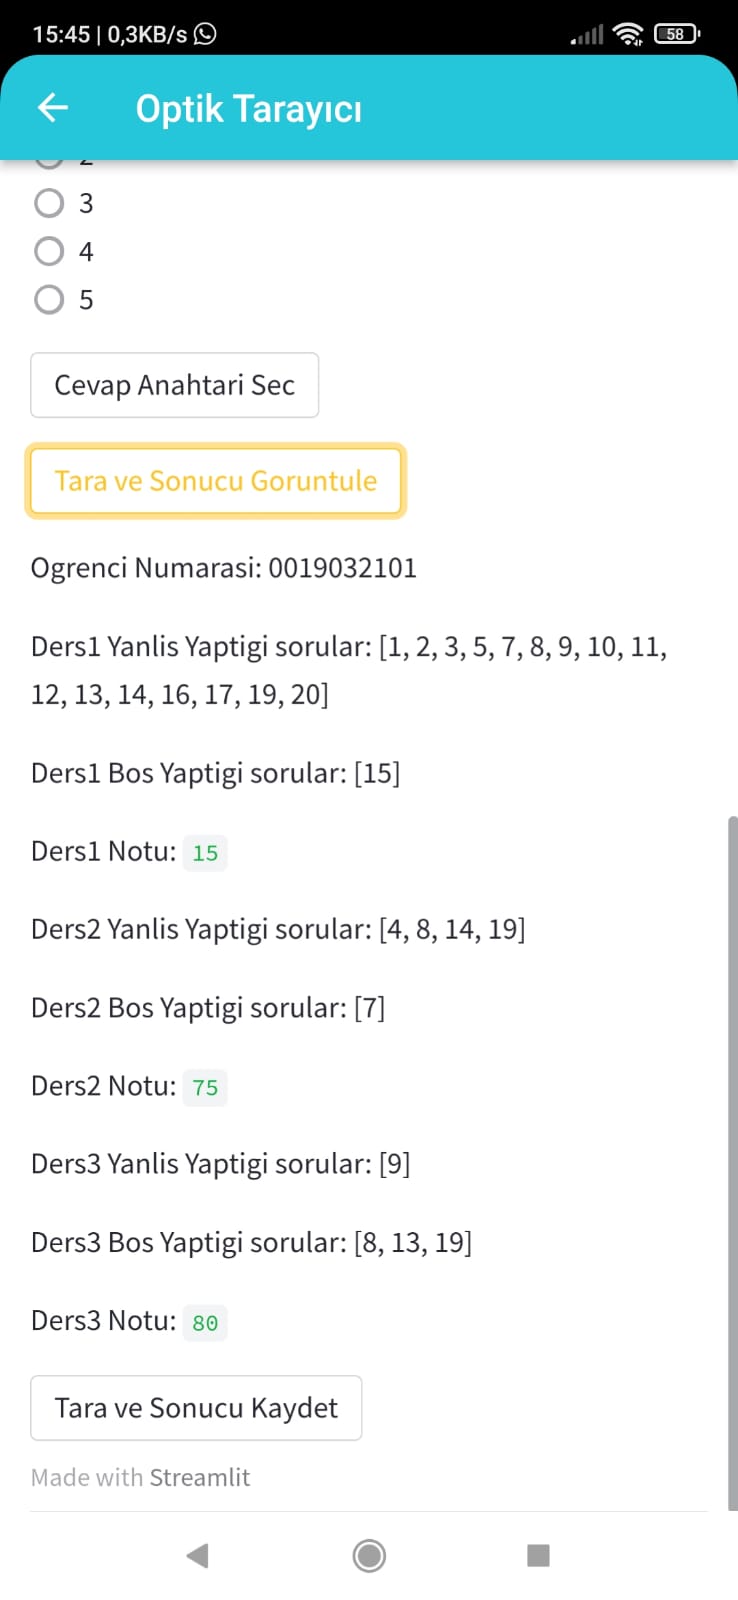 15:45 | 0,3KB/s
58
Optik Tarayıcı
2
3
4
5
Cevap Anahtari Sec
Tara ve Sonucu Goruntule
Ogrenci Numarasi: 0019032101
Ders1 Yanlis Yaptigi sorular: [1, 2, 3, 5, 7, 8, 9, 10, 11,
12, 13, 14, 16, 17, 19, 20]
Ders1 Bos Yaptigi sorular: [15]
Ders1 Notu: 15
Ders2 Yanlis Yaptigi sorular: [4, 8, 14, 19]
Ders2 Bos Yaptigi sorular: [7]
Ders2 Notu: 75
Ders3 Yanlis Yaptigi sorular: [9]
Ders3 Bos Yaptigi sorular: [8, 13, 19]
Ders3 Notu: 80
Tara ve Sonucu Kaydet
Made with Streamlit